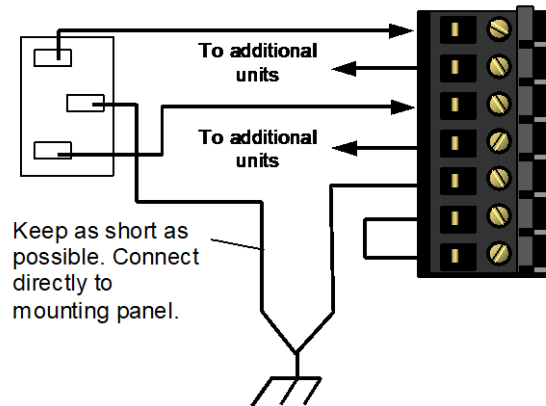 To additional
units
To additional
units
Keep as short as
possible. Connect
directly to
mounting panel.